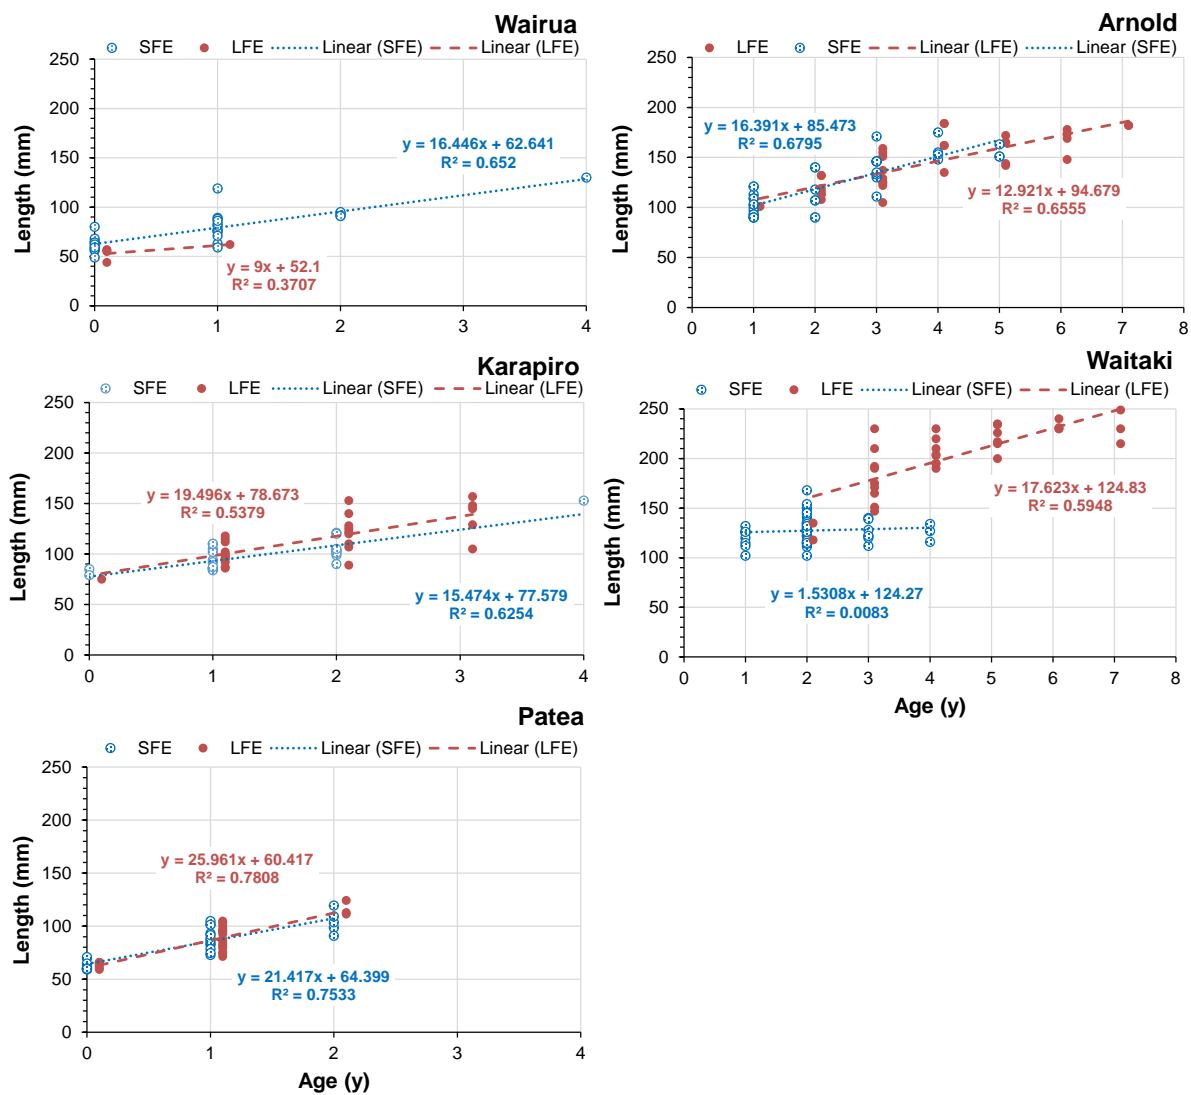 Wairua
SFE LFE Linear (SFE) Linear (LFE)
250
200
150
100
50
0
0 1 2 3 4
Length (mm)
y = 16.446x + 62.641
R² = 0.652
y = 9x + 52.1
R² = 0.3707
Arnold
LFE SFE Linear (LFE) Linear (SFE)
250
200
150
100
50
0
0 1 2 3 4 5 6 7 8
Length (mm)
y = 16.391x + 85.473
R² = 0.6795
y = 12.921x + 94.679
R² = 0.6555
Karapiro
SFE LFE Linear (SFE) Linear (LFE)
250
200
150
100
50
0
0 1 2 3 4
Length (mm)
y = 19.496x + 78.673
R² = 0.5379
y = 15.474x + 77.579
R² = 0.6254
Waitaki
SFE LFE Linear (SFE) Linear (LFE)
250
200
150
100
50
0
0 1 2 3 4 5 6 7 8
Length (mm)
Age (y)
y = 17.623x + 124.83
R² = 0.5948
y = 1.5308x + 124.27
R² = 0.0083
Patea
SFE LFE Linear (SFE) Linear (LFE)
250
200
150
100
50
0
0 1 2 3 4
Length (mm)
Age (y)
y = 25.961x + 60.417
R² = 0.7808
y = 21.417x + 64.399
R² = 0.7533